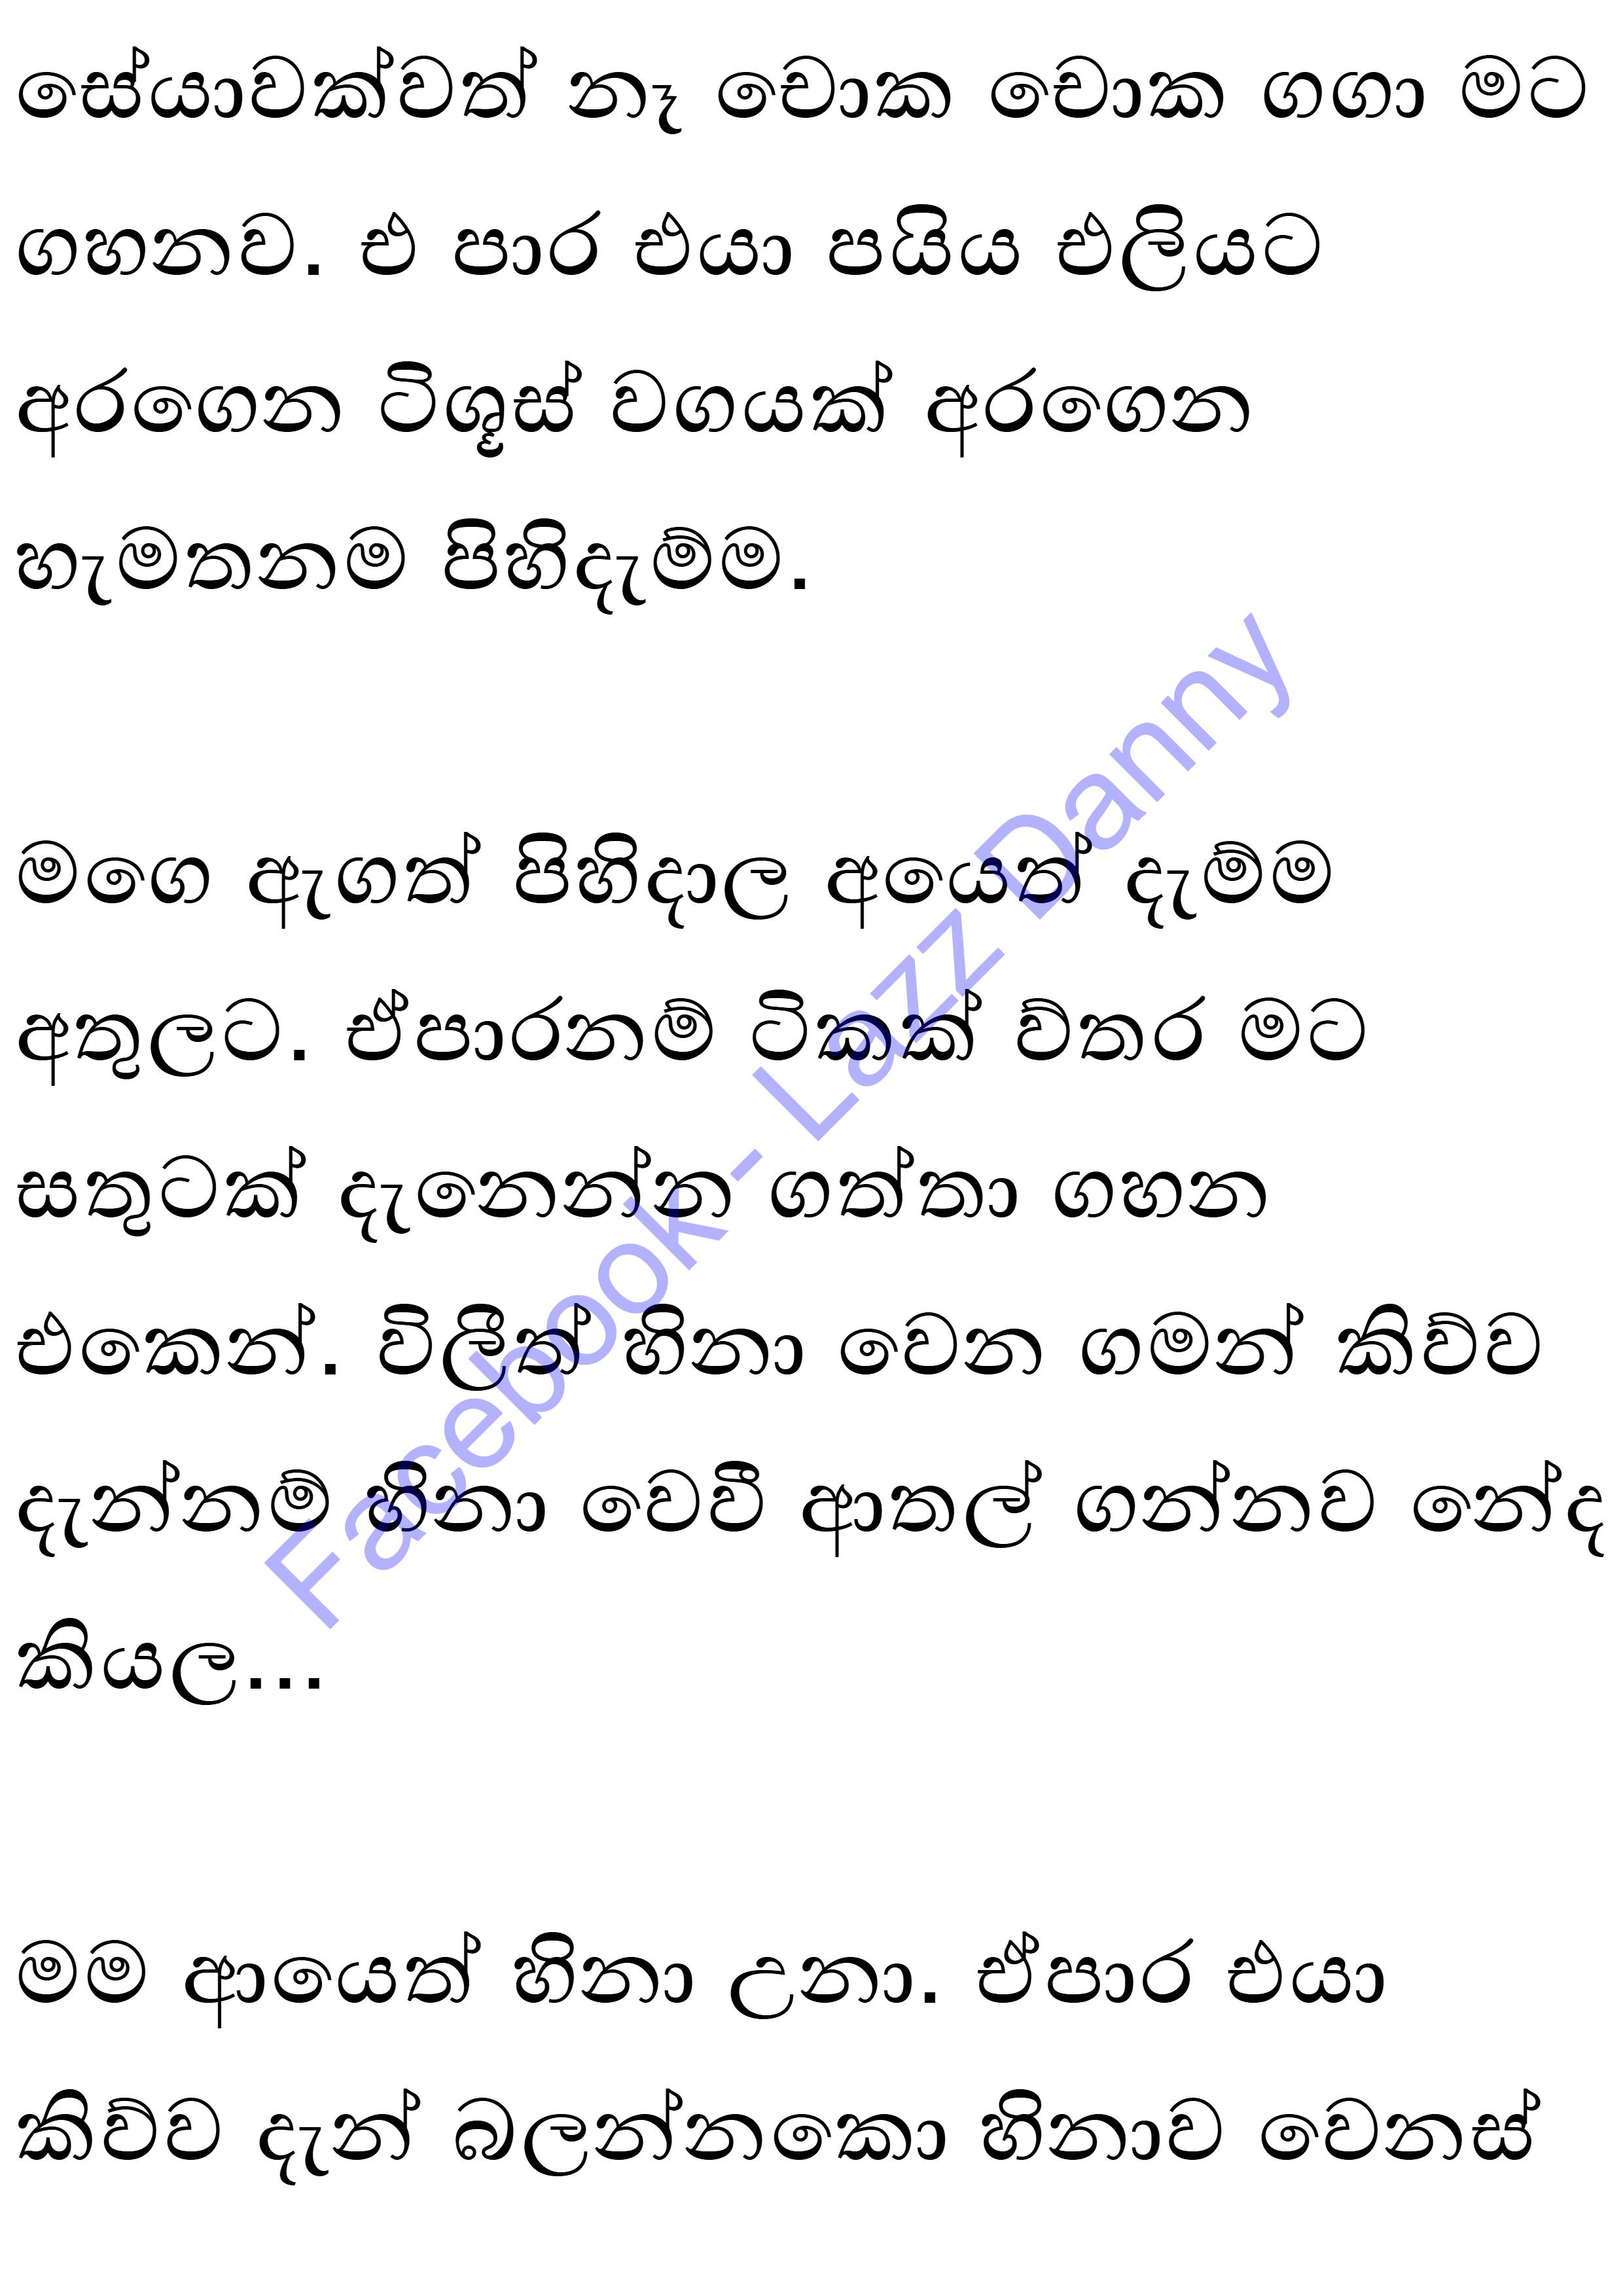 සේයාවක්වත් නෑ චොක චොක ගගා මට
ගහනව. එ පාර එයා පයිය එලියට
අරගෙන ටිශූස් වගයක් අරගෙන
හැමතනම පිහිදැම්ම.
මගෙ ඇගත් පිහිදාල අයෙත් දැම්ම
අතුලට. ඒපාරනම් ටිකක් විතර මට
සතුටක් දැනෙන්න ගත්තා ගහන
එකෙන්. විලිත් හිනා වෙන ගමන් කිව්ව
දැන්නම් හිනා වෙවී ආතල් ගන්නව නේද
කියල...
මම ආයෙත් හිනා උනා. ඒපාර එයා
කිව්ව දැන් බලන්නකො හිනාව වෙනස්
Facebook - Lazz Danny